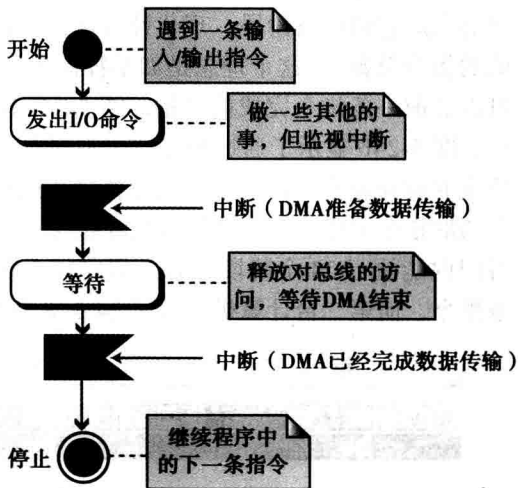 开始
遇到一条输
入/输出指令
发出I/O命令
做一些其他的
事，但监视中断
中断（DMA准备数据传输）
等待
释放对总线的访
问，等待DMA结束
中断（DMA已经完成数据传输）
停止
继续程序中
的下一条指令